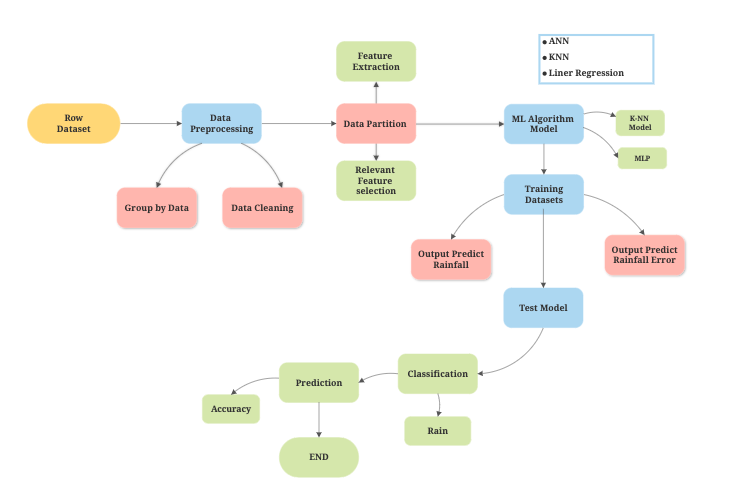 Feature
Extraction
● ANN
● KNN
● Liner Regression
Row
Dataset
Data
Preprocessing
Data Partition
ML Algorithm
Model
K-NN
Model
MLP
Relevant
Feature
selection
Group by Data
Data Cleaning
Training
Datasets
Output Predict
Rainfall
Output Predict
Rainfall Error
Test Model
Classification
Prediction
Accuracy
Rain
END